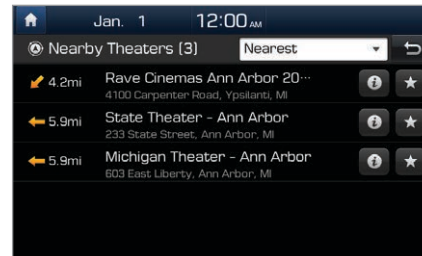 Jan. 1 12:00 AM
Nearby Theaters (3) Nearest
4.2mi Rave Cinemas Ann Arbor 20···
4100 Carpenter Road, Ypsilanti, MI
5.9mi State Theater - Ann Arbor
233 State Street, Ann Arbor, MI
5.9mi Michigan Theater - Ann Arbor
603 East Liberty, Ann Arbor, MI